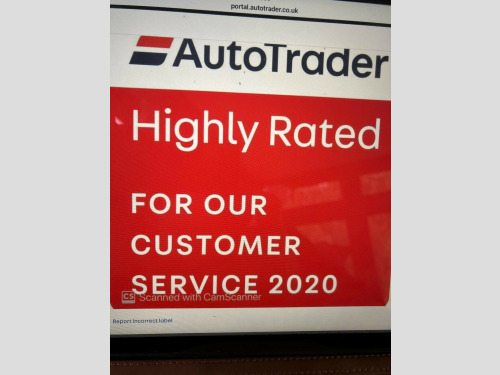 portal.autotrader.co.uk
AutoTrader
Highly Rated
FOR OUR
CUSTOMER
SERVICE 2020
CS Scanned with CamScanner
Report incorrect label